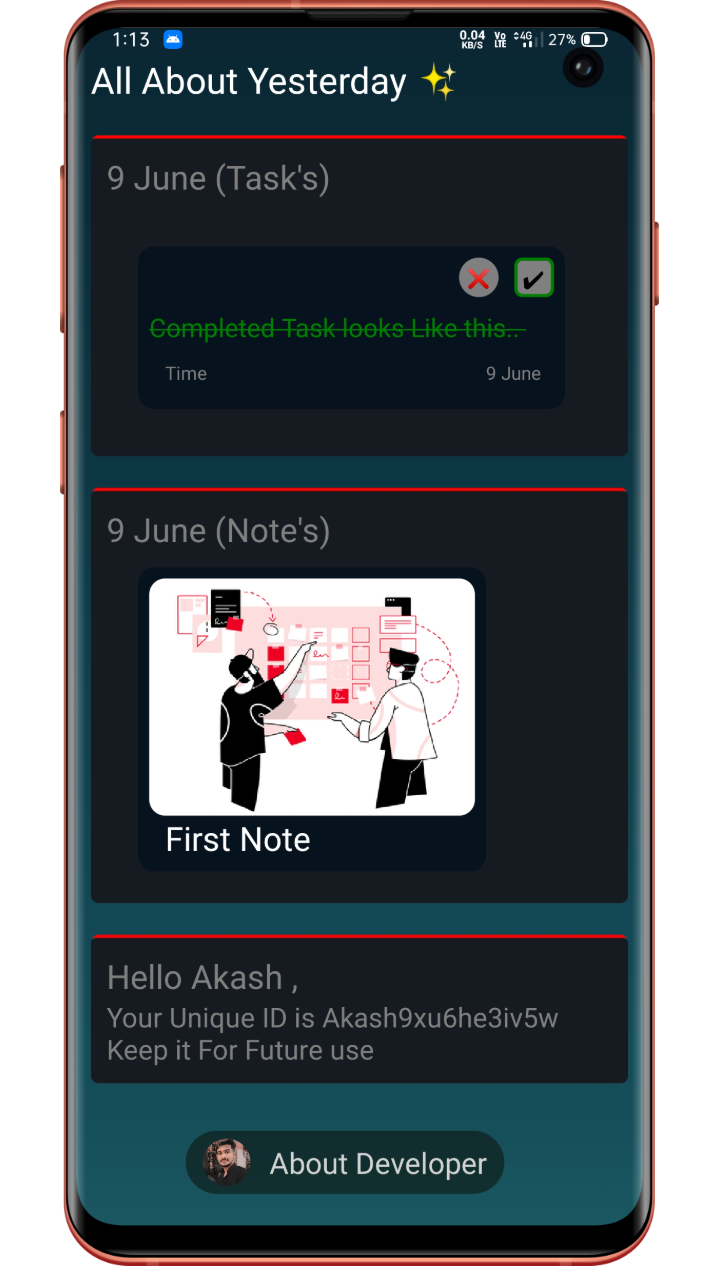 1:13 0.04 KB/S Vo LTE 4G 27%
All About Yesterday ✨
9 June (Task's)
Completed Task looks Like this..
Time 9 June
9 June (Note's)
First Note
Hello Akash ,
Your Unique ID is Akash9xu6he3iv5w
Keep it For Future use
About Developer